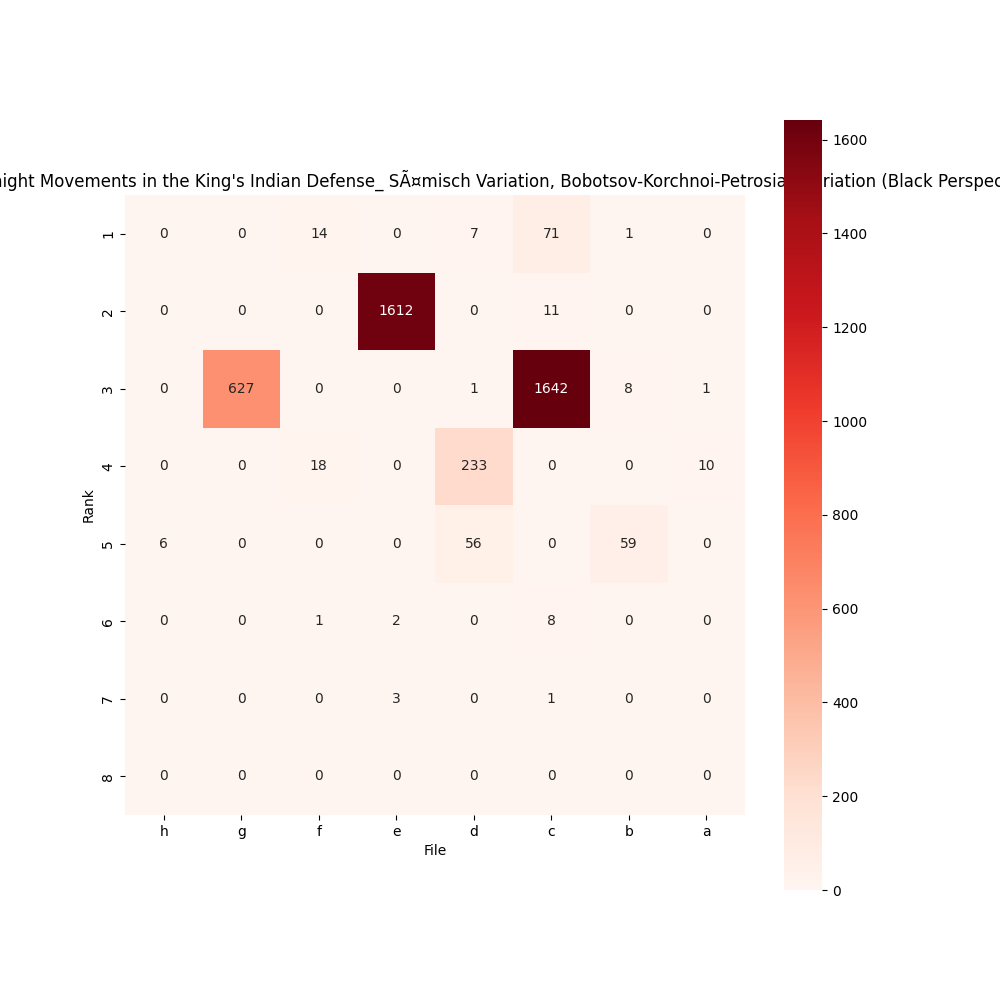 ight Movements in the King's Indian Defense_ SÃ¤misch Variation, Bobotsov-Korchnoi-Petrosia riation (Black Perspec
1 0 0 14 0 7 71 1 0
2 0 0 0 1612 0 11 0 0
3 0 627 0 0 1 1642 8 1
4 0 0 18 0 233 0 0 10
5 6 0 0 0 56 0 59 0
6 0 0 1 2 0 8 0 0
7 0 0 0 3 0 1 0 0
8 0 0 0 0 0 0 0 0
Rank
h g f e d c b a
File
1600
1400
1200
1000
800
600
400
200
0